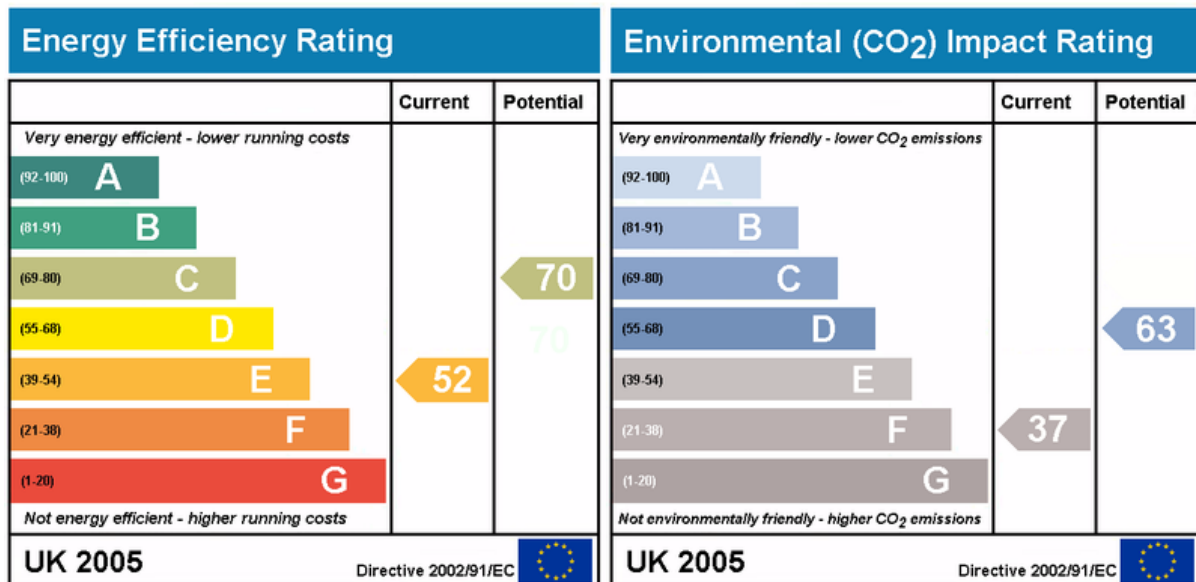 Energy Efficiency Rating
Current Potential
Very energy efficient - lower running costs
(92-100) A
(81-91) B
(69-80) C 70
(55-68) D 70
(39-54) E 52
(21-38) F
(1-20) G
Not energy efficient - higher running costs
UK 2005 Directive 2002/91/EC
Environmental (CO2) Impact Rating
Current Potential
Very environmentally friendly - lower CO2 emissions
(92-100) A
(81-91) B
(69-80) C
(55-68) D 63
(39-54) E
(21-38) F 37
(1-20) G
Not environmentally friendly - higher CO2 emissions
UK 2005 Directive 2002/91/EC